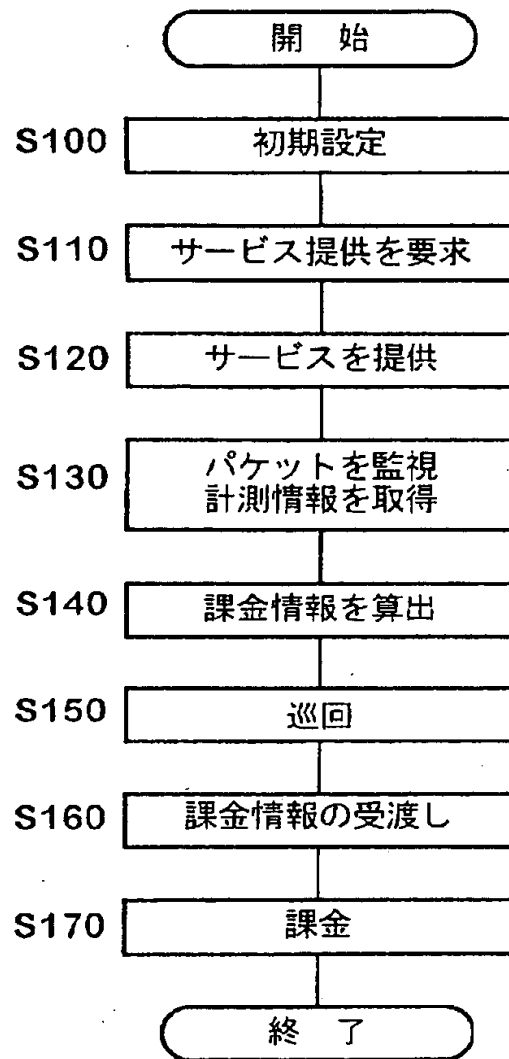 開 始
S100 初期設定
S110 サービス提供を要求
S120 サービスを提供
S130 パケットを監視
計測情報を取得
S140 課金情報を算出
S150 巡回
S160 課金情報の受渡し
S170 課金
終 了